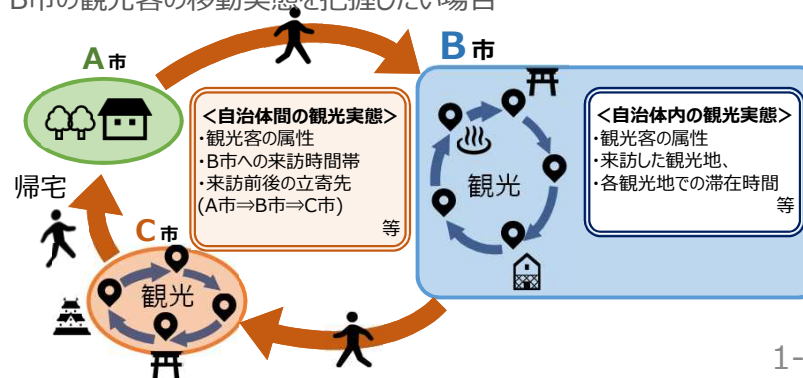 B市の観光客の移動実態を把握したい場合
A市
B市
<自治体間の観光実態>
・観光客の属性
・B市への来訪時間帯
・来訪前後の立寄先
(A市⇒B市⇒C市)
等
<自治体内の観光実態>
・観光客の属性
・来訪した観光地、
・各観光地での滞在時間
等
観光
帰宅
C市
観光
1-